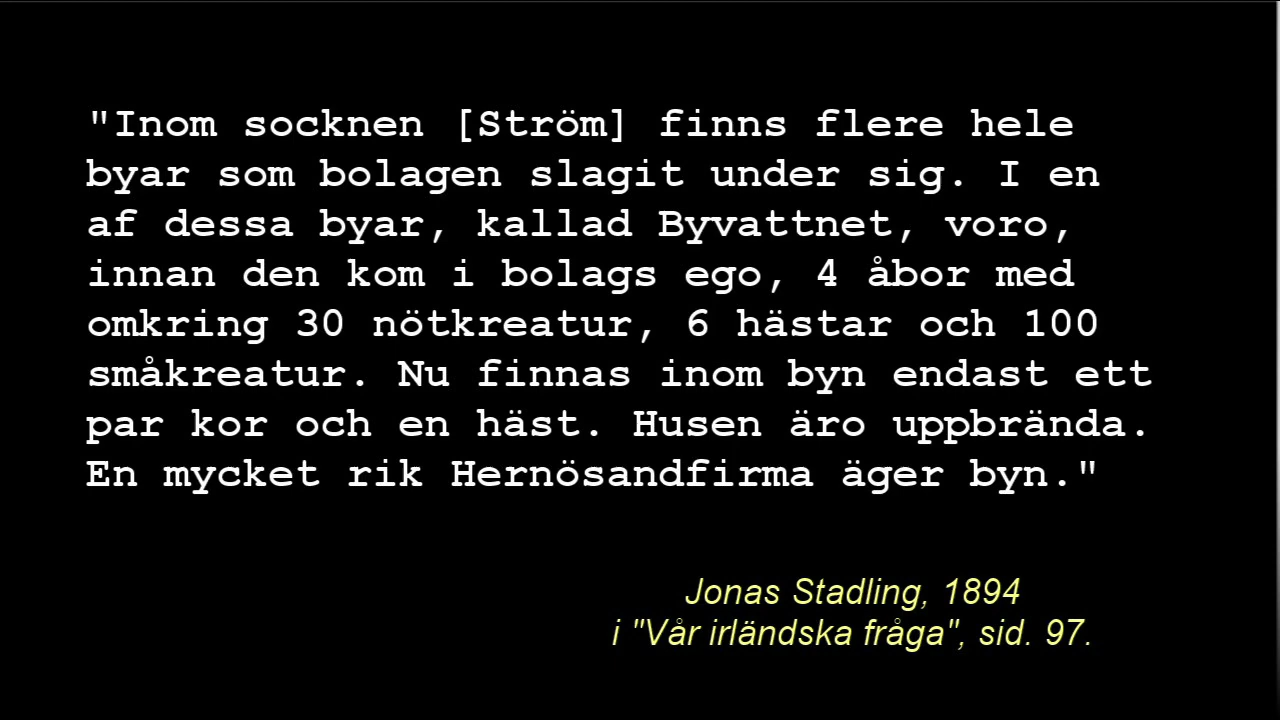 "Inom socknen [Ström] finns flere hele
byar som bolagen slagit under sig. I en
af dessa byar, kallad Byvattnet, voro,
innan den kom i bolags ego, 4 åbor med
omkring 30 nötkreatur, 6 hästar och 100
småkreatur. Nu finnas inom byn endast ett
par kor och en häst. Husen äro uppbrända.
En mycket rik Hernösandfirma äger byn."
Jonas Stadling, 1894
i "Vår irländska fråga", sid. 97.